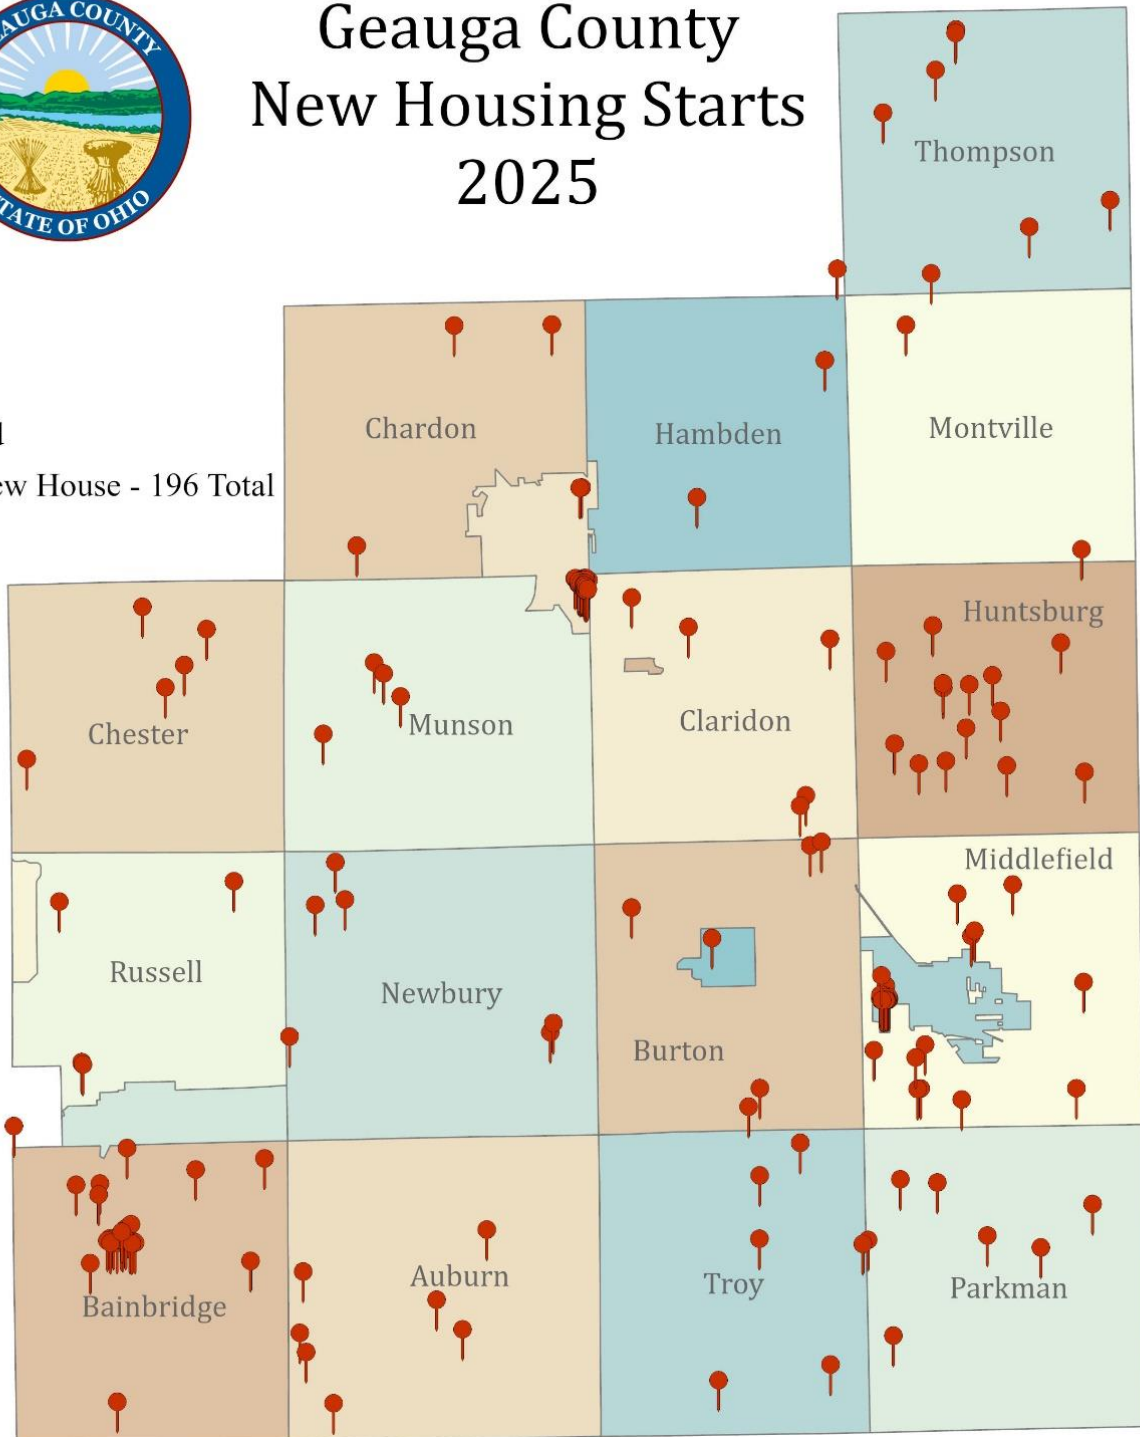 AUGA COUNTY
STATE OF OHIO
Geauga County
New Housing Starts
2025
ew House - 196 Total
Thompson
Chardon
Hambden
Montville
Huntsburg
Chester
Munson
Claridon
Middlefield
Russell
Newbury
Burton
Bainbridge
Auburn
Troy
Parkman